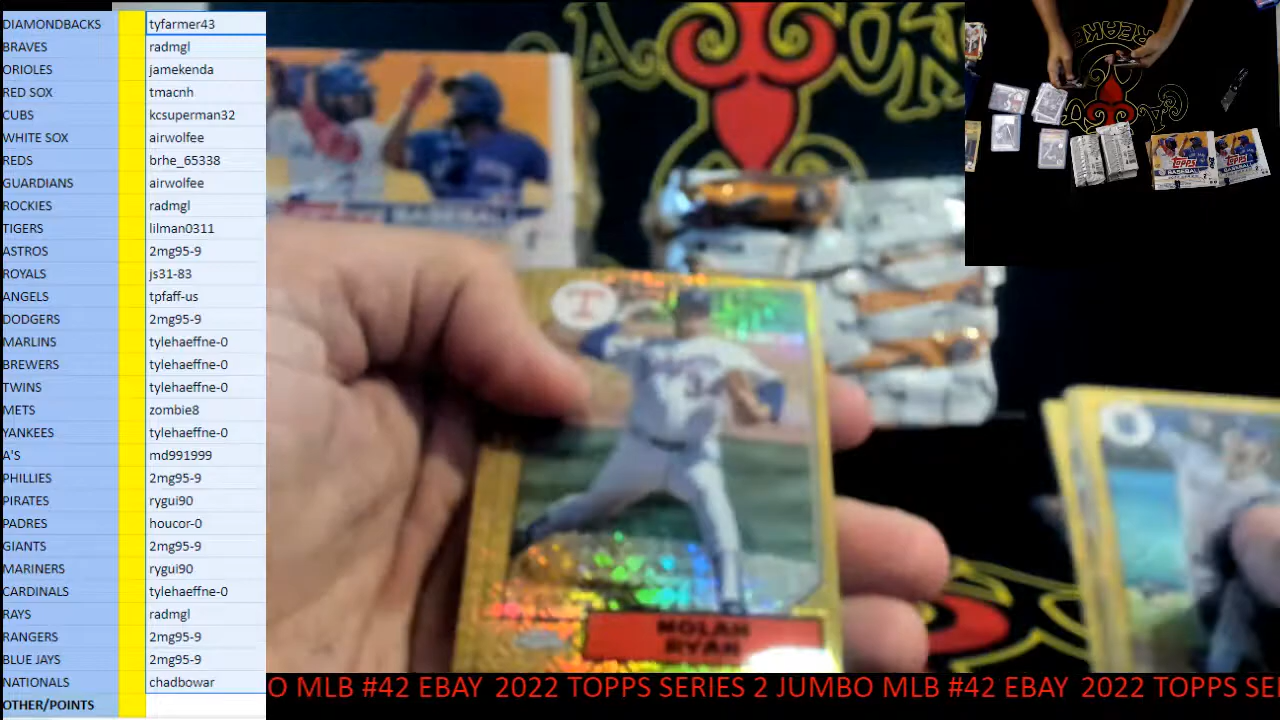 DIAMONDBACKS tyfarmer43
BRAVES radmgl
ORIOLES jamekenda
RED SOX tmacnh
CUBS kcsuperman32
WHITE SOX airwolfee
REDS brhe_65338
GUARDIANS airwolfee
ROCKIES radmgl
TIGERS lilman0311
ASTROS 2mg95-9
ROYALS js31-83
ANGELS tpfaff-us
DODGERS 2mg95-9
MARLINS tylehaeffne-0
BREWERS tylehaeffne-0
TWINS tylehaeffne-0
METS zombie8
YANKEES tylehaeffne-0
A'S md991999
PHILLIES 2mg95-9
PIRATES rygui90
PADRES houcor-0
GIANTS 2mg95-9
MARINERS rygui90
CARDINALS tylehaeffne-0
RAYS radmgl
RANGERS 2mg95-9
BLUE JAYS 2mg95-9
NATIONALS chadbowar
OTHER/POINTS
BASEBALL
T
34
NOLAN
RYAN
TOPPS
BASEBALL
TOPPS
BASEBALL
O MLB #42 EBAY 2022 TOPPS SERIES 2 JUMBO MLB #42 EBAY 2022 TOPPS SE